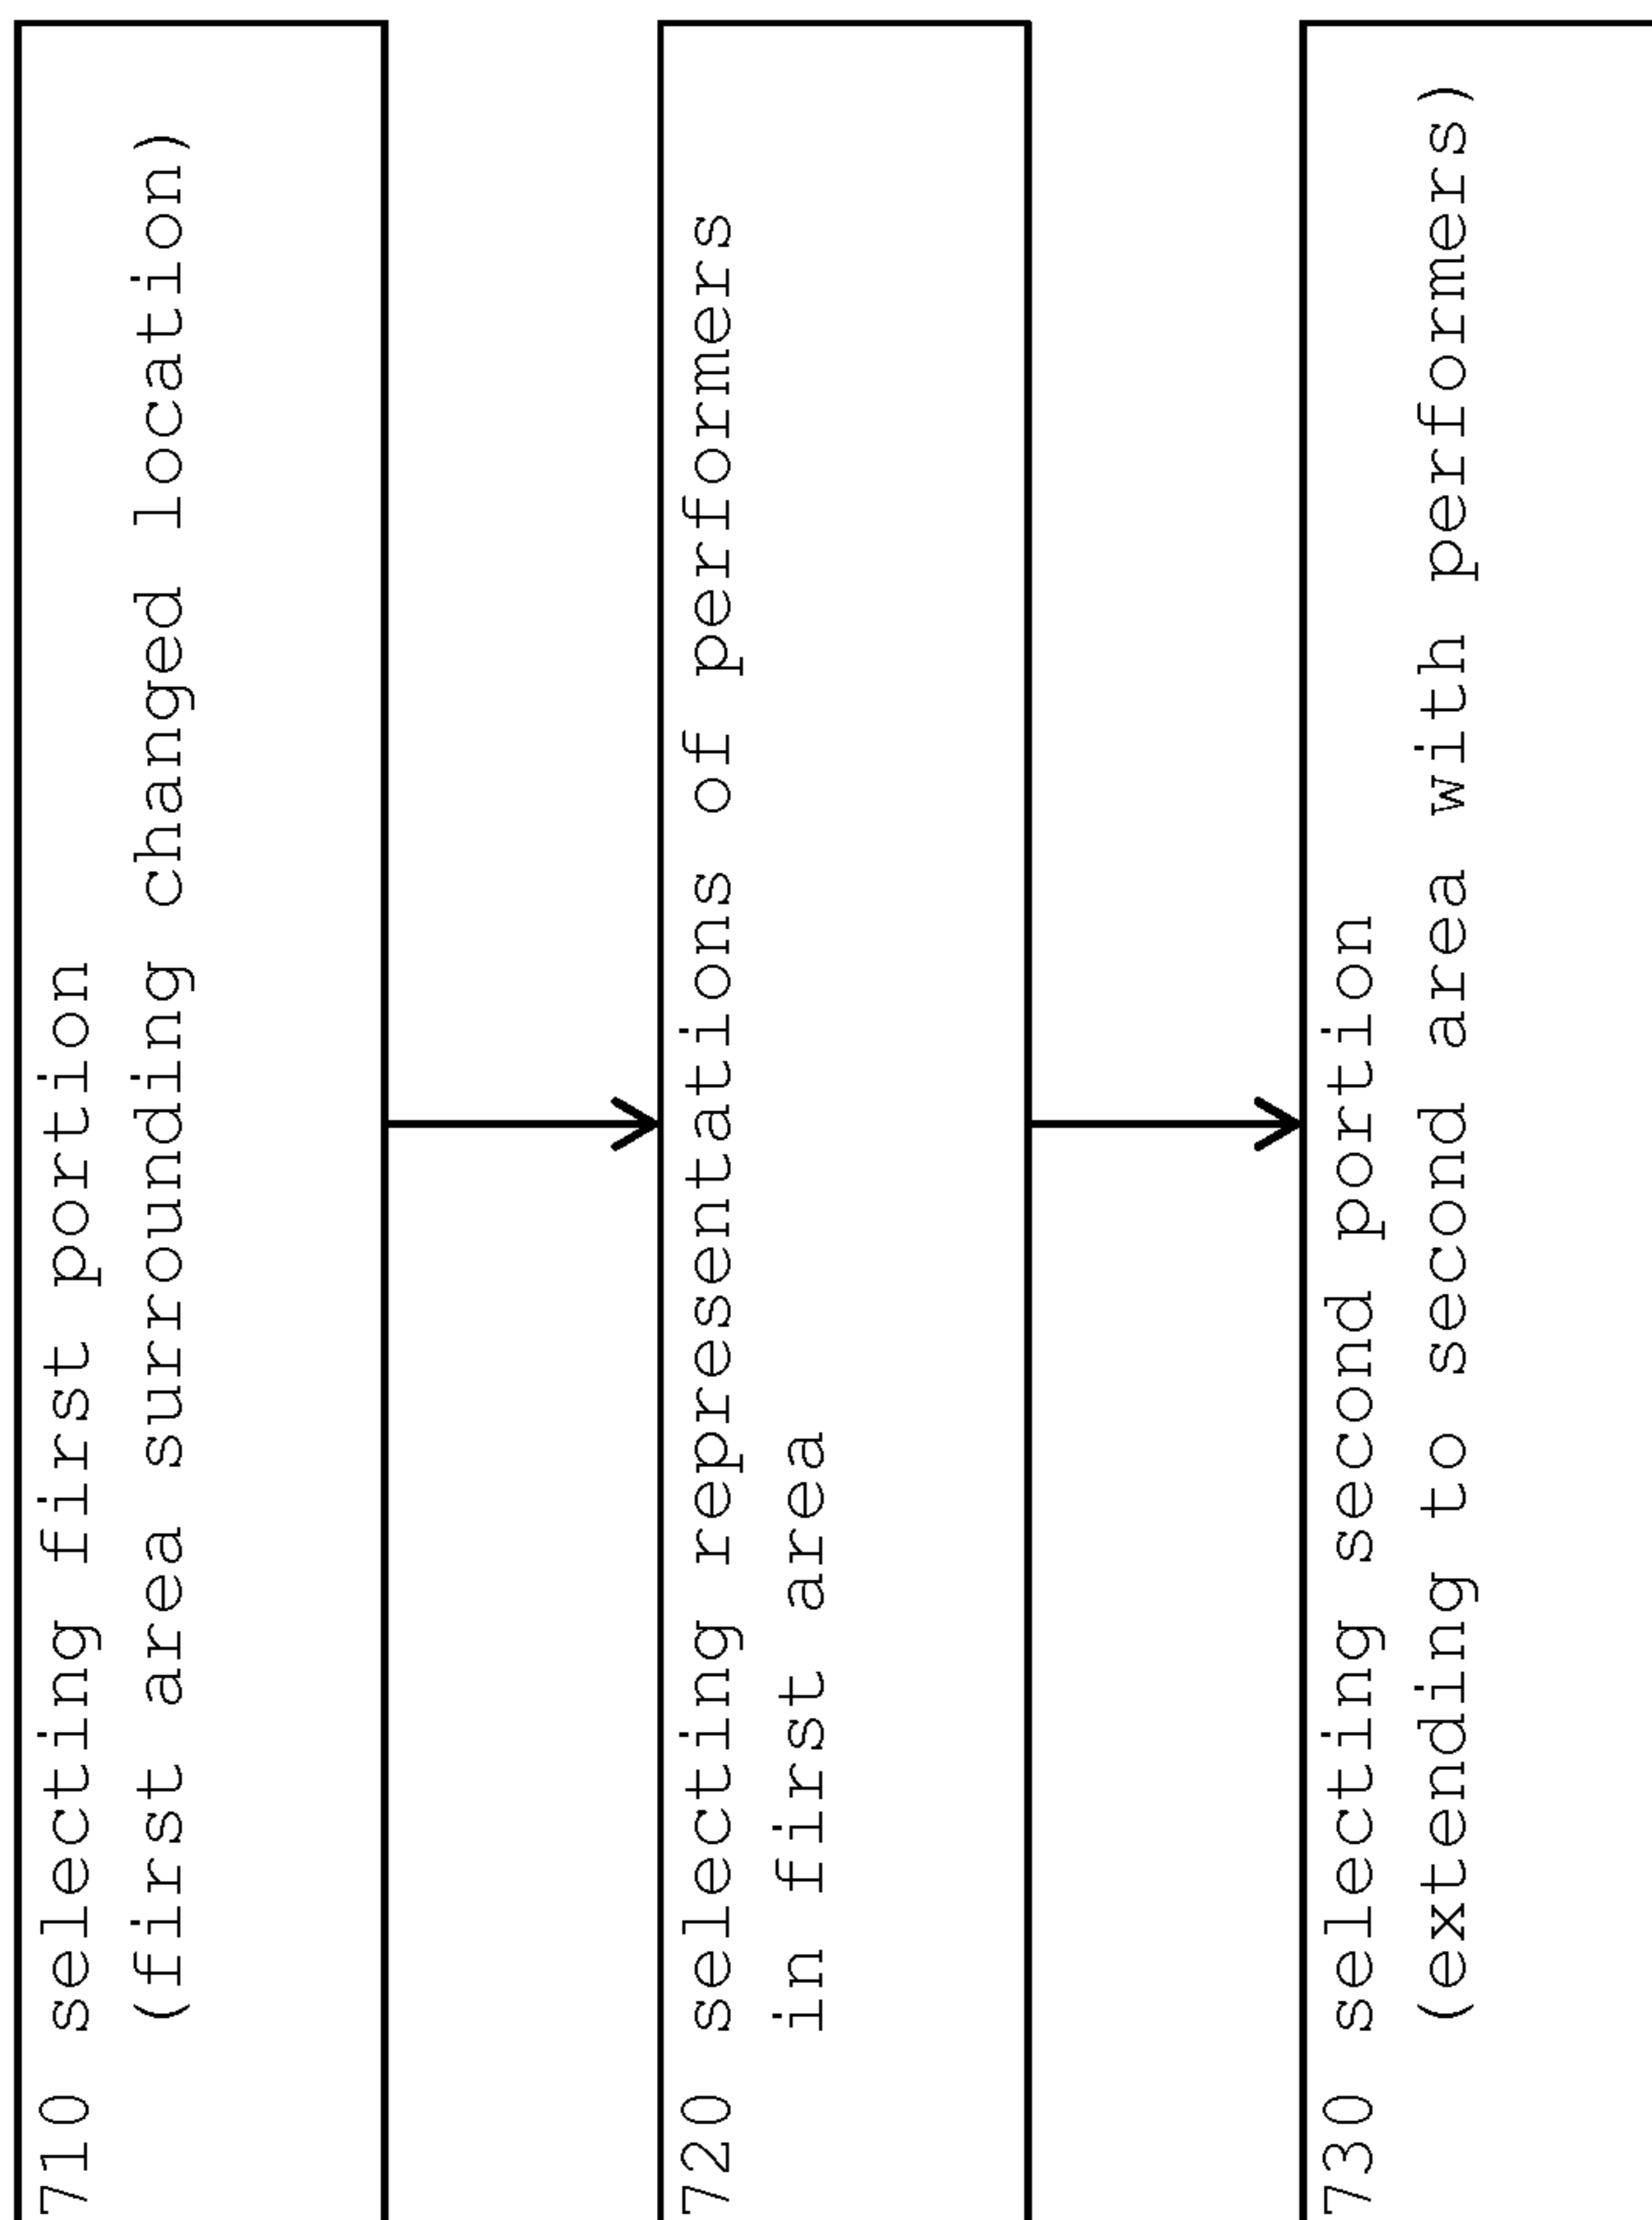 710 selecting first portion
(first area surrounding changed location)
720 selecting representations of performers
in first area
730 selecting second portion
(extending to second area with performers)